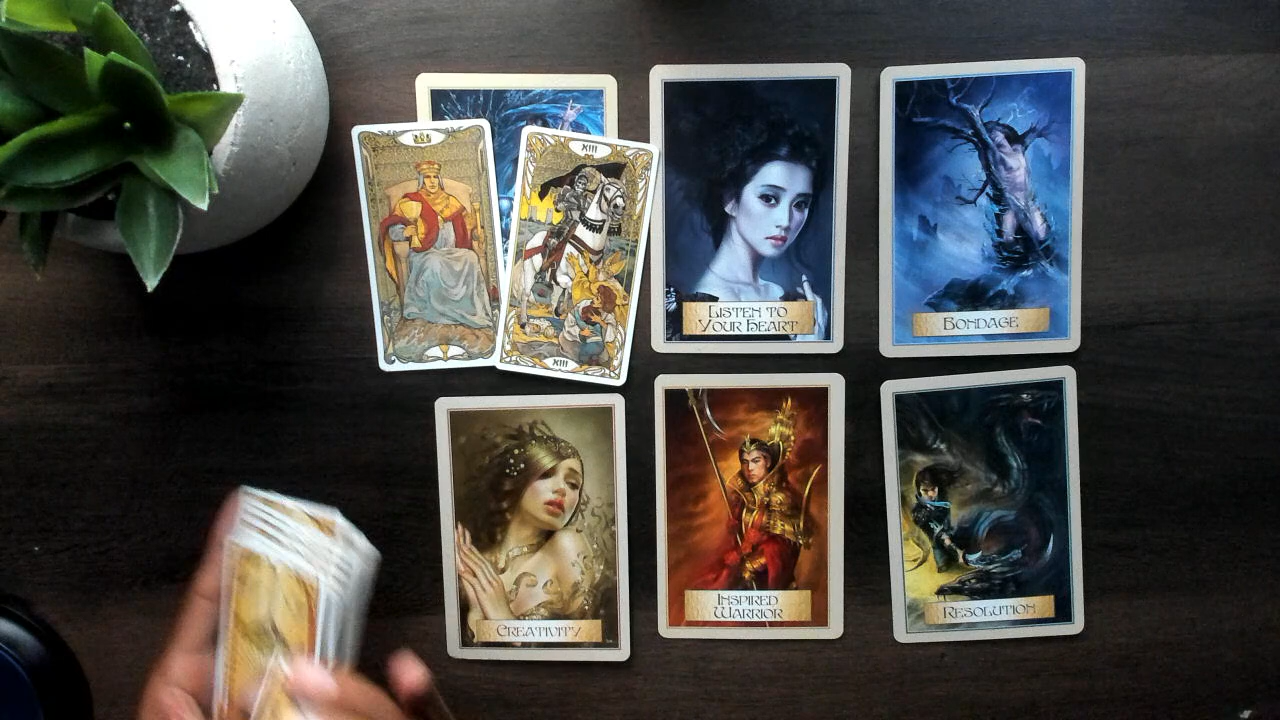 XIII
XIII
LISTEN TO
YOUR HEART
BONDAGE
CREATIVITY
INSPIRED
WARRIOR
RESOLUTION